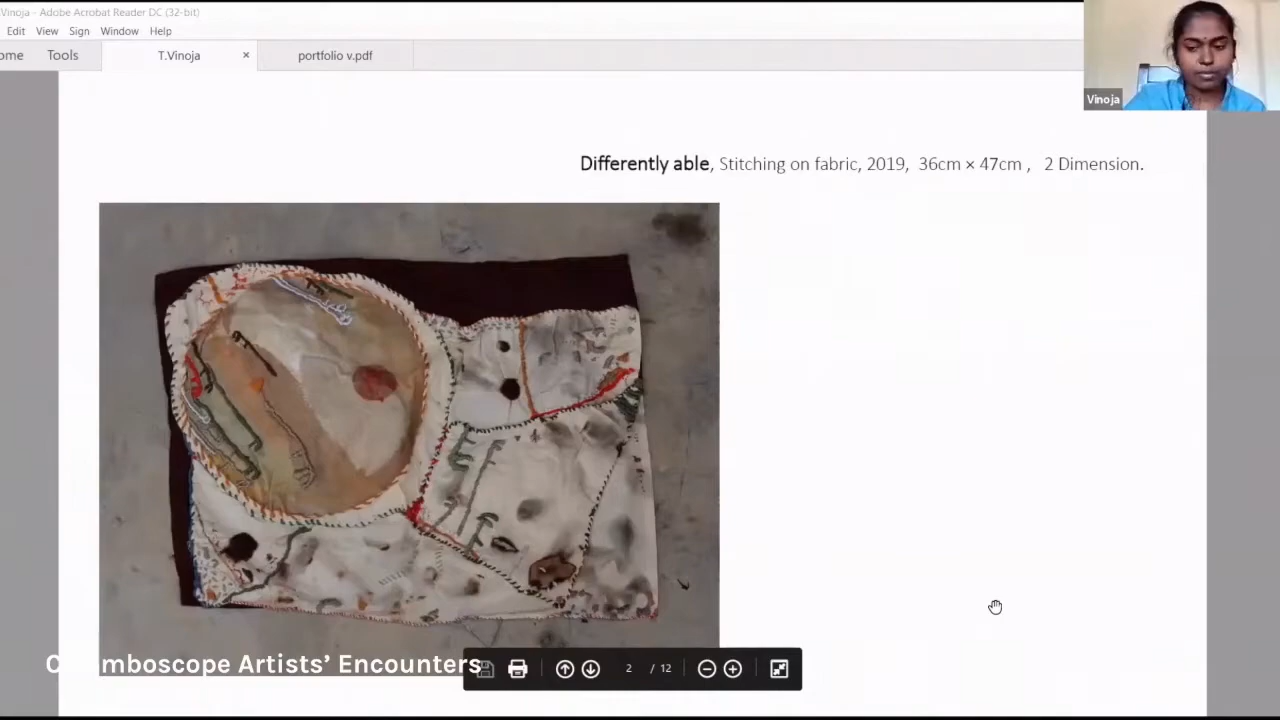 Vinoja - Adobe Acrobat Reader DC (32-bit)
Edit View Sign Window Help
ome Tools T.Vinoja × portfolio v.pdf
Vinoja
Differently able, Stitching on fabric, 2019, 36cm × 47cm , 2 Dimension.
Artists' Encounters
2 / 12